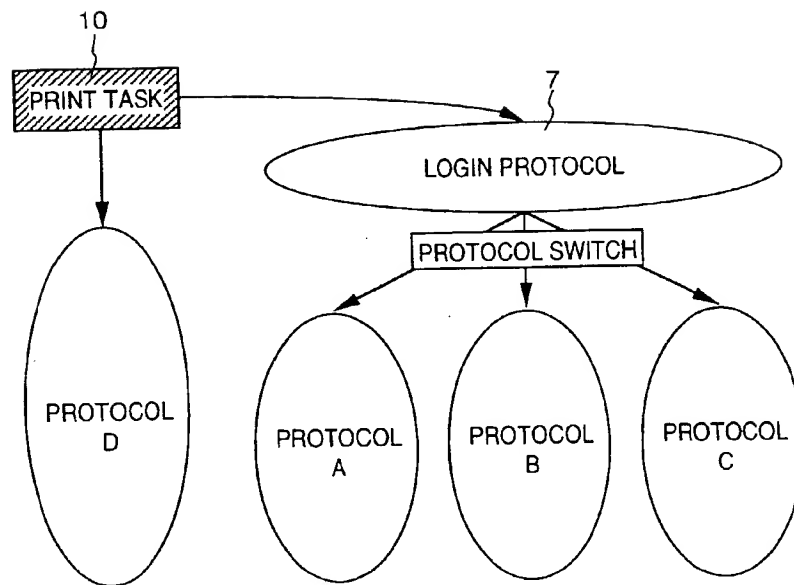 10
PRINT TASK
7
LOGIN PROTOCOL
PROTOCOL SWITCH
PROTOCOL
D
PROTOCOL
A
PROTOCOL
B
PROTOCOL
C